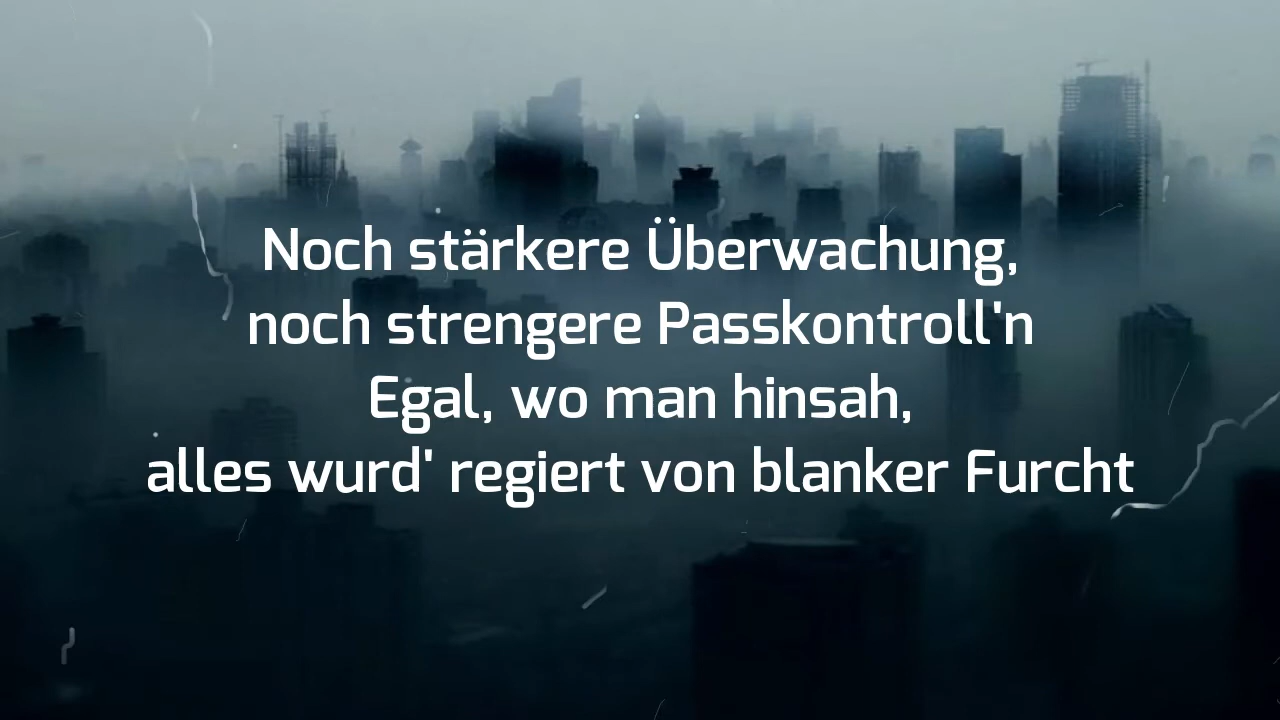 Noch stärkere Überwachung,
noch strengere Passkontroll'n
Egal, wo man hinsah,
alles wurd' regiert von blanker Furcht